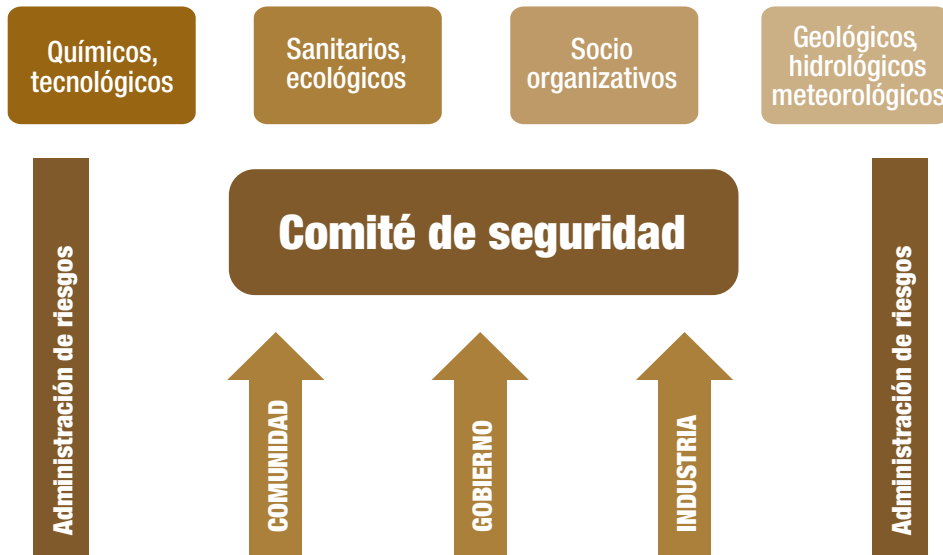 Químicos,
tecnológicos
Sanitarios,
ecológicos
Socio
organizativos
Geológicos,
hidrológicos
meteorológicos
Administración de riesgos
Comité de seguridad
COMUNIDAD
GOBIERNO
INDUSTRIA
Administración de riesgos